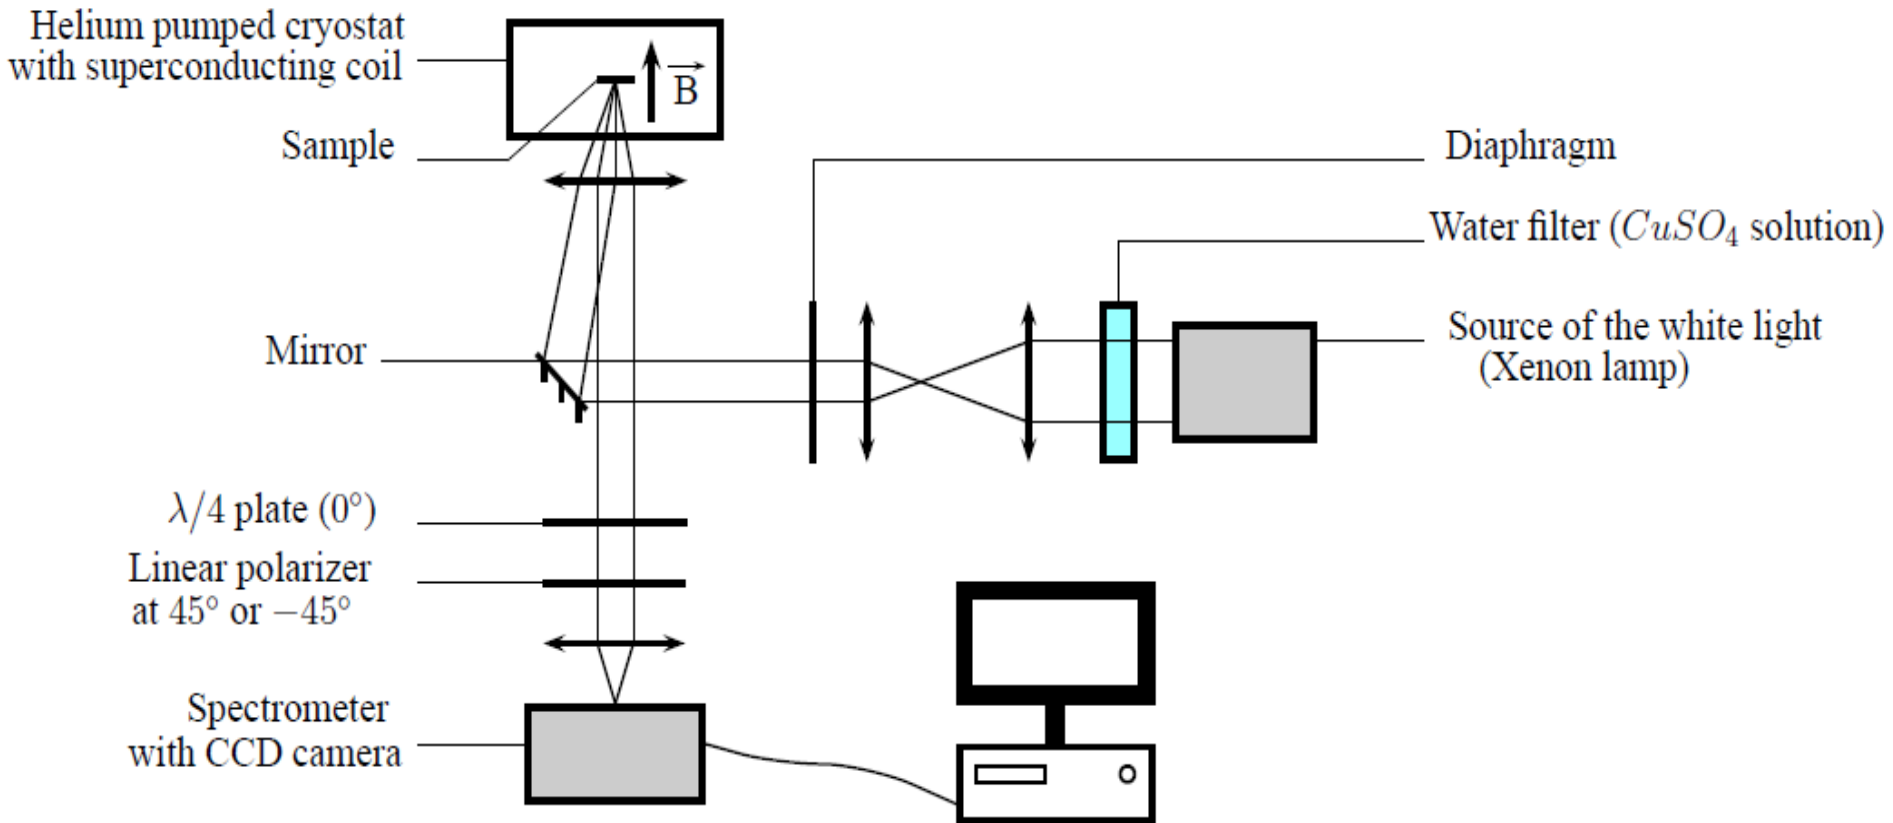 Helium pumped cryostat
with superconducting coil
B
Sample
Diaphragm
Water filter (CuSO₄ solution)
Source of the white light
(Xenon lamp)
Mirror
λ/4 plate (0°)
Linear polarizer
at 45° or −45°
Spectrometer
with CCD camera